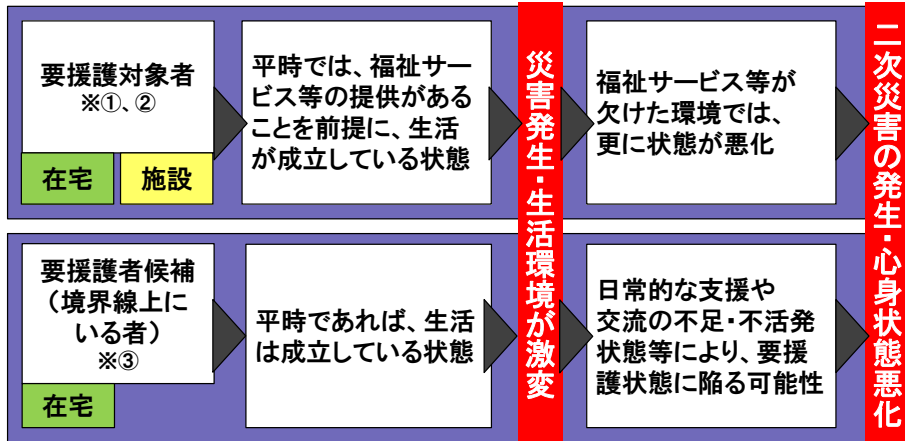 要援護対象者
※①、②
在宅
施設
平時では、福祉サー
ビス等の提供がある
ことを前提に、生活
が成立している状態
災害発生・生活環境が激変
福祉サービス等が
欠けた環境では、
更に状態が悪化
二次災害の発生・心身状態悪化
要援護者候補
（境界線上に
いる者）
※③
在宅
平時であれば、生活
は成立している状態
日常的な支援や
交流の不足・不活発
状態等により、要援
護状態に陥る可能性